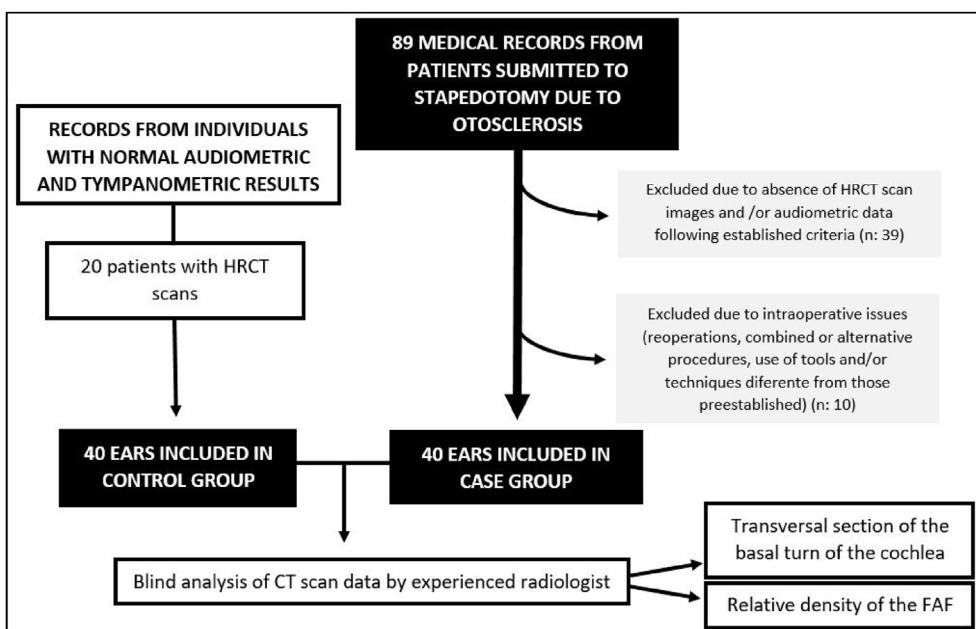 89 MEDICAL RECORDS FROM
PATIENTS SUBMITTED TO
STAPEDOTOMY DUE TO
OTOSCLEROSIS
RECORDS FROM INDIVIDUALS
WITH NORMAL AUDIOMETRIC
AND TYMPANOMETRIC RESULTS
Excluded due to absence of HRCT scan
images and /or audiometric data
following established criteria (n: 39)
20 patients with HRCT
scans
Excluded due to intraoperative issues
(reoperations, combined or alternative
procedures, use of tools and/or
techniques diferente from those
preestablished) (n: 10)
40 EARS INCLUDED IN
CONTROL GROUP
40 EARS INCLUDED IN
CASE GROUP
Blind analysis of CT scan data by experienced radiologist
Transversal section of the
basal turn of the cochlea
Relative density of the FAF